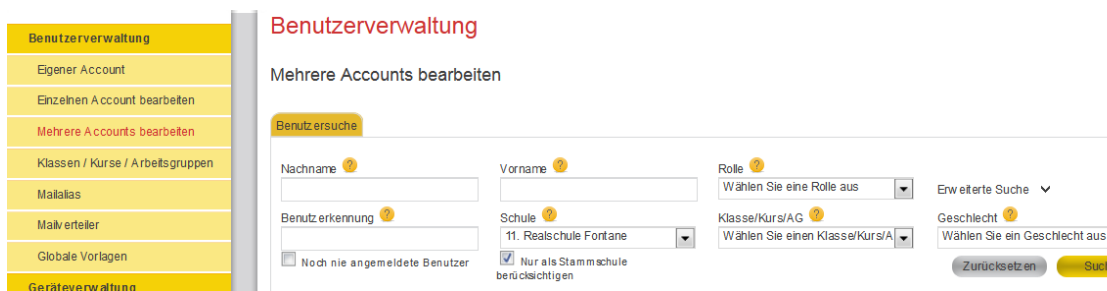 Benutzerverwaltung
Eigener Account
Einzelnen Account bearbeiten
Mehrere Accounts bearbeiten
Klassen / Kurse / Arbeitsgruppen
Mailalias
Mailverteiler
Globale Vorlagen
Geräteverwaltung
Benutzerverwaltung
Mehrere Accounts bearbeiten
Benutzersuche
Nachname ? Vorname ? Rolle ?
Wählen Sie eine Rolle aus Erweiterte Suche
Benutzerkennung ? Schule ? Klasse/Kurs/AG ? Geschlecht ?
11. Realschule Fontane Wählen Sie einen Klasse/Kurs/A Wählen Sie ein Geschlecht aus
Noch nie angemeldete Benutzer Nur als Stammschule Zurücksetzen Such
berücksichtigen